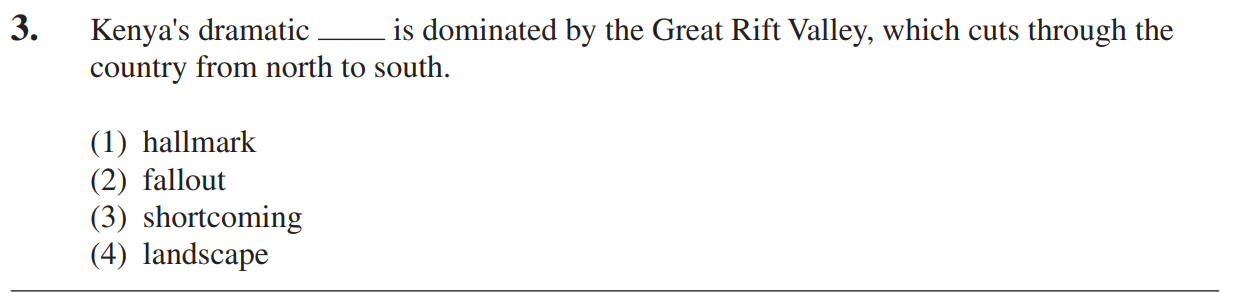 3. Kenya's dramatic ____ is dominated by the Great Rift Valley, which cuts through the
country from north to south.
(1) hallmark
(2) fallout
(3) shortcoming
(4) landscape